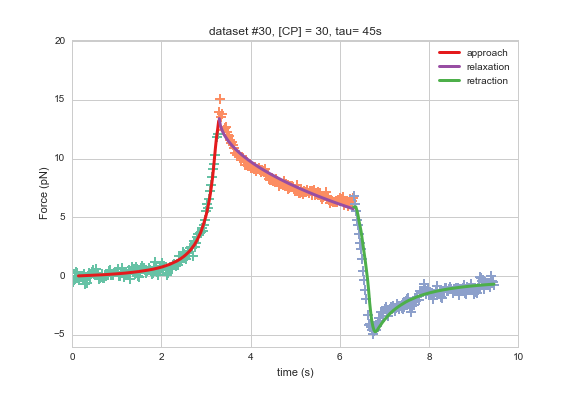 dataset #30, [CP] = 30, tau= 45s
20
15
10
5
0
−5
Force (pN)
approach
relaxation
retraction
0
2
4
6
8
10
time (s)